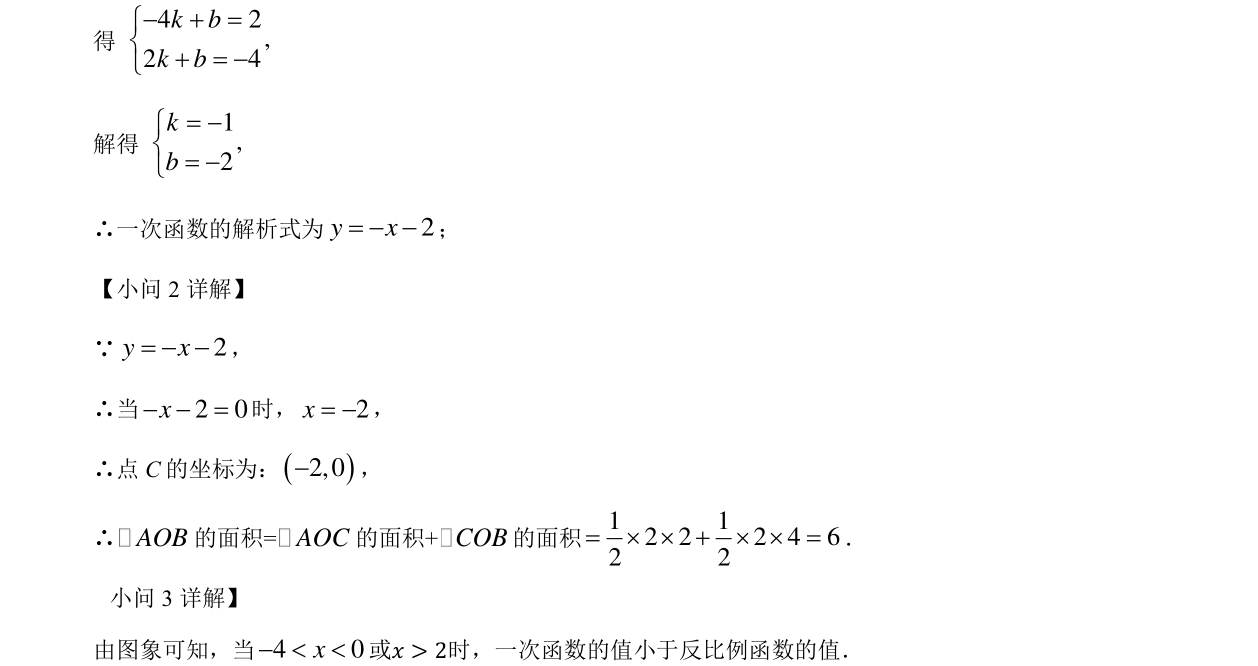 得 {−4k+b=2
2k+b=−4,
解得 {k=−1
b=−2,
∴一次函数的解析式为 y=−x−2；
【小问 2 详解】
∵ y=−x−2，
∴当−x−2=0时， x=−2，
∴点 C 的坐标为：(−2,0)，
∴□AOB 的面积=□AOC 的面积+□COB 的面积=1/2×2×2+1/2×2×4=6．
小问 3 详解】
由图象可知，当−4<x<0或x>2时，一次函数的值小于反比例函数的值．